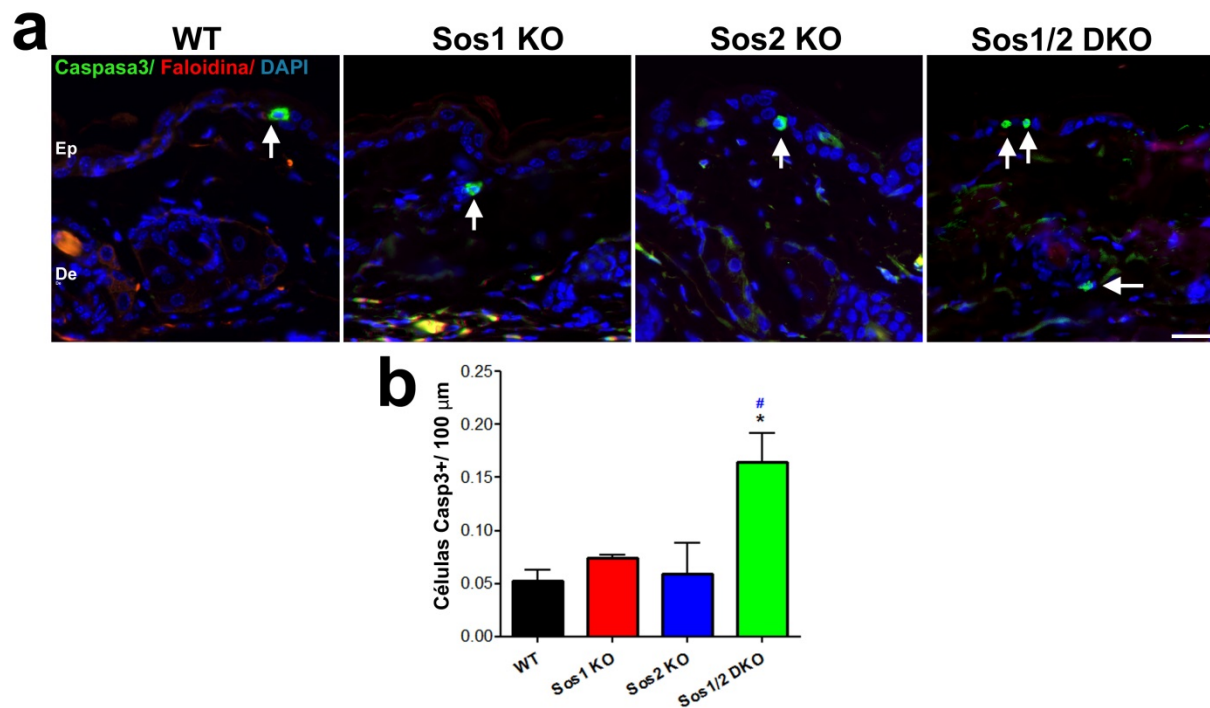 a
WT
Sos1 KO
Sos2 KO
Sos1/2 DKO
Caspasa3/ Faloidina/ DAPI
Ep
De
De
b
Células Casp3+/ 100 μm
0.25
0.20
0.15
0.10
0.05
0.00
#
*
WT
Sos1 KO
Sos2 KO
Sos1/2 DKO